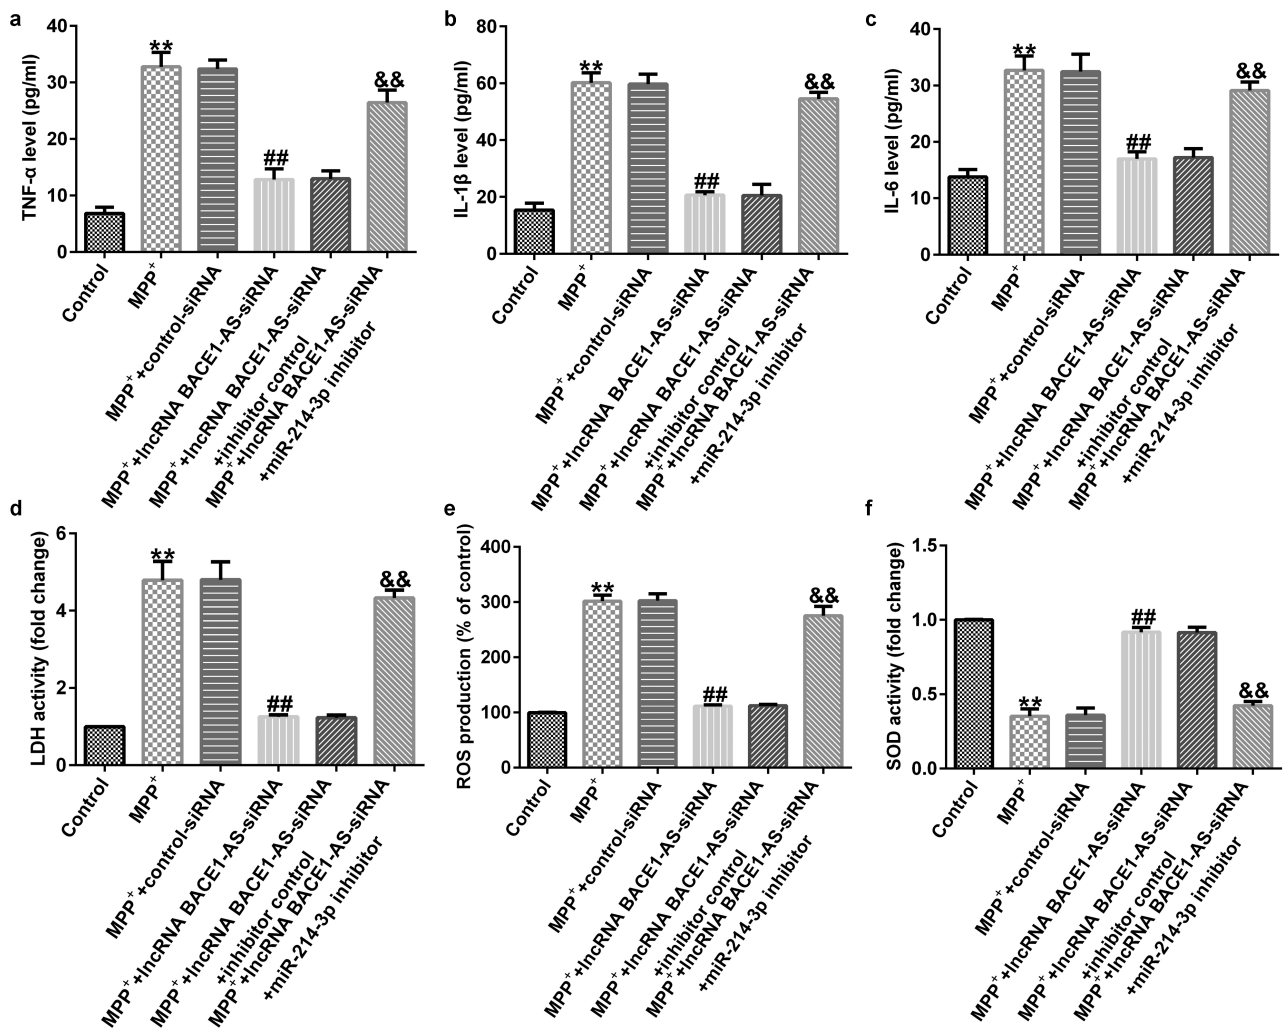 a
TNF-α level (pg/ml)
40
30
20
10
0
**
##
&&
Control
MPP⁺
MPP⁺+control-siRNA
MPP⁺+lncRNA BACE1-AS-siRNA
MPP⁺+lncRNA BACE1-AS-siRNA
+inhibitor control
MPP⁺+lncRNA BACE1-AS-siRNA
+miR-214-3p inhibitor
b
IL-1β level (pg/ml)
80
60
40
20
0
**
##
&&
Control
MPP⁺
MPP⁺+control-siRNA
MPP⁺+lncRNA BACE1-AS-siRNA
MPP⁺+lncRNA BACE1-AS-siRNA
+inhibitor control
MPP⁺+lncRNA BACE1-AS-siRNA
+miR-214-3p inhibitor
c
IL-6 level (pg/ml)
40
30
20
10
0
**
##
&&
Control
MPP⁺
MPP⁺+control-siRNA
MPP⁺+lncRNA BACE1-AS-siRNA
MPP⁺+lncRNA BACE1-AS-siRNA
+inhibitor control
MPP⁺+lncRNA BACE1-AS-siRNA
+miR-214-3p inhibitor
d
LDH activity (fold change)
6
4
2
0
**
##
&&
Control
MPP⁺
MPP⁺+control-siRNA
MPP⁺+lncRNA BACE1-AS-siRNA
MPP⁺+lncRNA BACE1-AS-siRNA
+inhibitor control
MPP⁺+lncRNA BACE1-AS-siRNA
+miR-214-3p inhibitor
e
ROS production (% of control)
400
300
200
100
0
**
##
&&
Control
MPP⁺
MPP⁺+control-siRNA
MPP⁺+lncRNA BACE1-AS-siRNA
MPP⁺+lncRNA BACE1-AS-siRNA
+inhibitor control
MPP⁺+lncRNA BACE1-AS-siRNA
+miR-214-3p inhibitor
f
SOD activity (fold change)
1.5
1.0
0.5
0.0
**
##
&&
Control
MPP⁺
MPP⁺+control-siRNA
MPP⁺+lncRNA BACE1-AS-siRNA
MPP⁺+lncRNA BACE1-AS-siRNA
+inhibitor control
MPP⁺+lncRNA BACE1-AS-siRNA
+miR-214-3p inhibitor